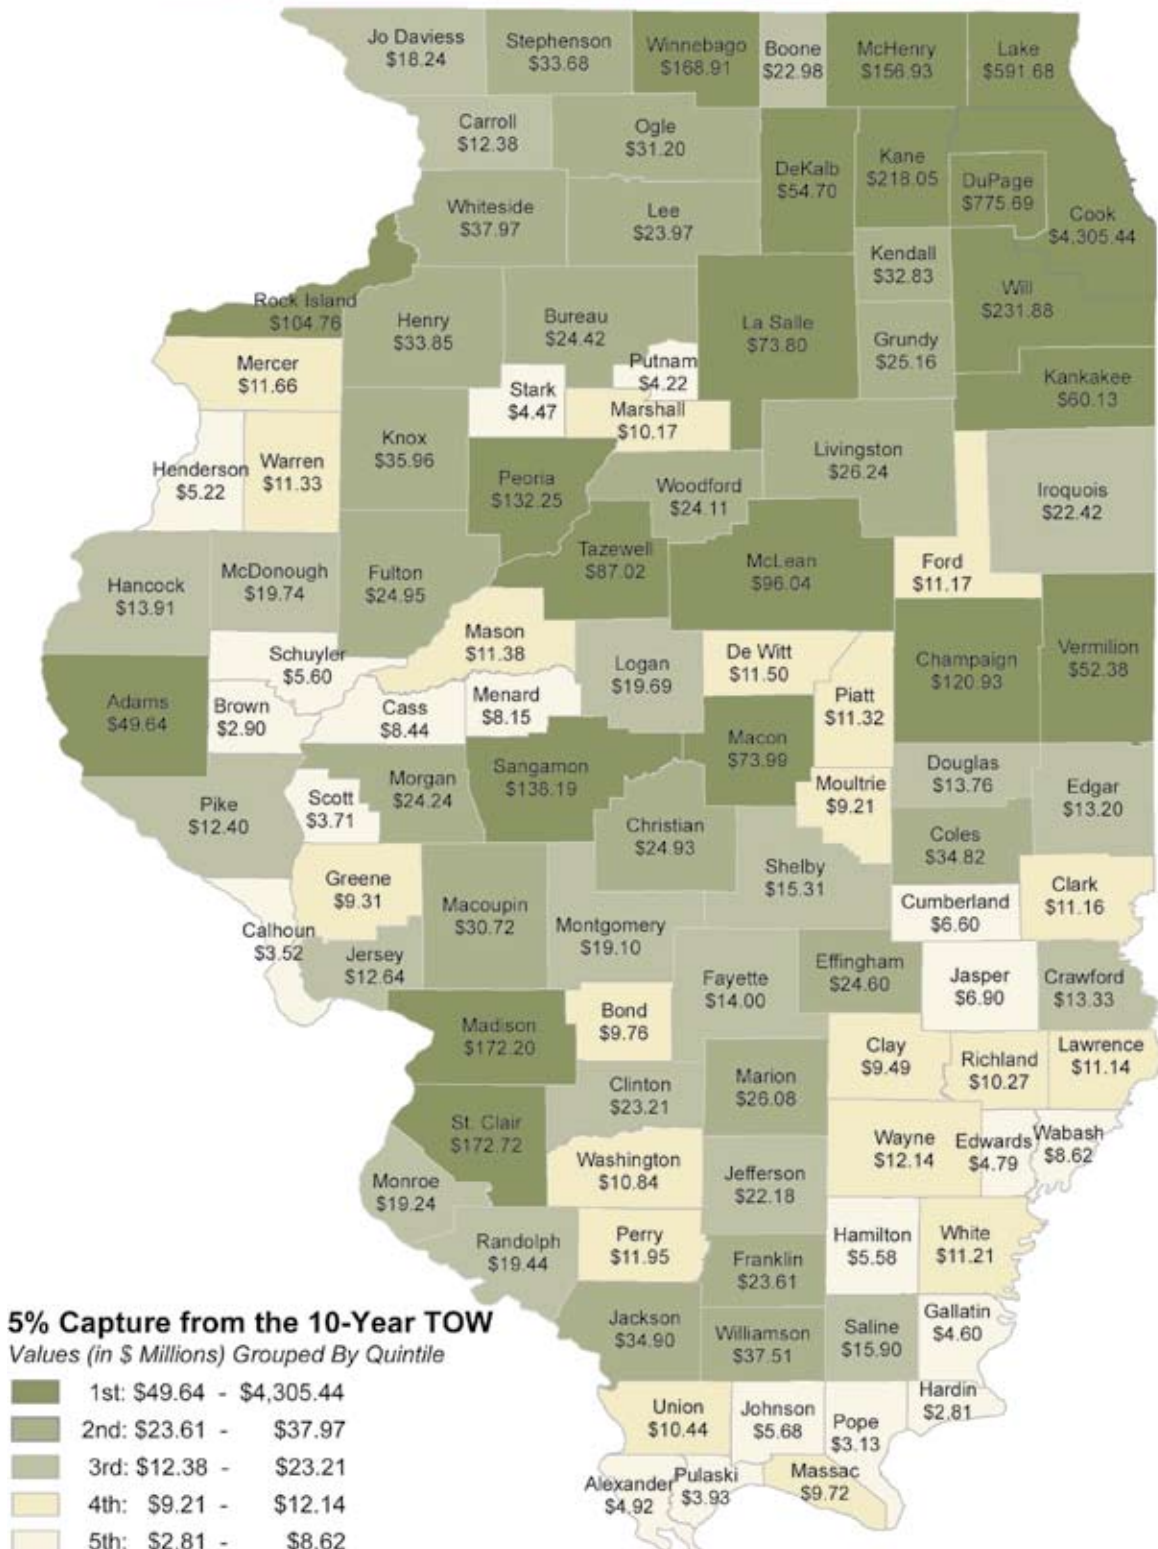 Jo Daviess
$18.24
Stephenson
$33.68
Winnebago
$168.91
Boone
$22.98
McHenry
$156.93
Lake
$591.68
Carroll
$12.38
Ogle
$31.20
DeKalb
$54.70
Kane
$218.05
DuPage
$775.69
Cook
$4,305.44
Whiteside
$37.97
Lee
$23.97
Kendall
$32.83
Will
$231.88
Rock Island
$104.76
Henry
$33.85
Bureau
$24.42
La Salle
$73.80
Grundy
$25.16
Putnam
$4.22
Mercer
$11.66
Stark
$4.47
Kankakee
$60.13
Marshall
$10.17
Knox
$35.96
Livingston
$26.24
Henderson
$5.22
Warren
$11.33
Peoria
$132.25
Woodford
$24.11
Iroquois
$22.42
Tazewell
$87.02
McLean
$96.04
Ford
$11.17
Hancock
$13.91
McDonough
$19.74
Fulton
$24.95
Mason
$11.38
Schuyler
$5.60
Logan
$19.69
De Witt
$11.50
Champaign
$120.93
Vermilion
$52.38
Adams
$49.64
Brown
$2.90
Cass
$8.44
Menard
$8.15
Piatt
$11.32
Macon
$73.99
Sangamon
$138.19
Morgan
$24.24
Douglas
$13.76
Edgar
$13.20
Moultrie
$9.21
Pike
$12.40
Scott
$3.71
Christian
$24.93
Coles
$34.82
Shelby
$15.31
Greene
$9.31
Macoupin
$30.72
Cumberland
$6.60
Clark
$11.16
Montgomery
$19.10
Calhoun
$3.52
Jersey
$12.64
Fayette
$14.00
Effingham
$24.60
Jasper
$6.90
Crawford
$13.33
Madison
$172.20
Bond
$9.76
Clay
$9.49
Richland
$10.27
Lawrence
$11.14
Clinton
$23.21
Marion
$26.08
St. Clair
$172.72
Washington
$10.84
Wayne
$12.14
Edwards
$4.79
Wabash
$8.62
Monroe
$19.24
Jefferson
$22.18
Randolph
$19.44
Perry
$11.95
Hamilton
$5.58
White
$11.21
Franklin
$23.61
Jackson
$34.90
Williamson
$37.51
Saline
$15.90
Gallatin
$4.60
Union
$10.44
Johnson
$5.68
Pope
$3.13
Hardin
$2.81
Alexander
$4.92
Pulaski
$3.93
Massac
$9.72
5% Capture from the 10-Year TOW
Values (in $ Millions) Grouped By Quintile
1st: $49.64 - $4,305.44
2nd: $23.61 - $37.97
3rd: $12.38 - $23.21
4th: $9.21 - $12.14
5th: $2.81 - $8.62